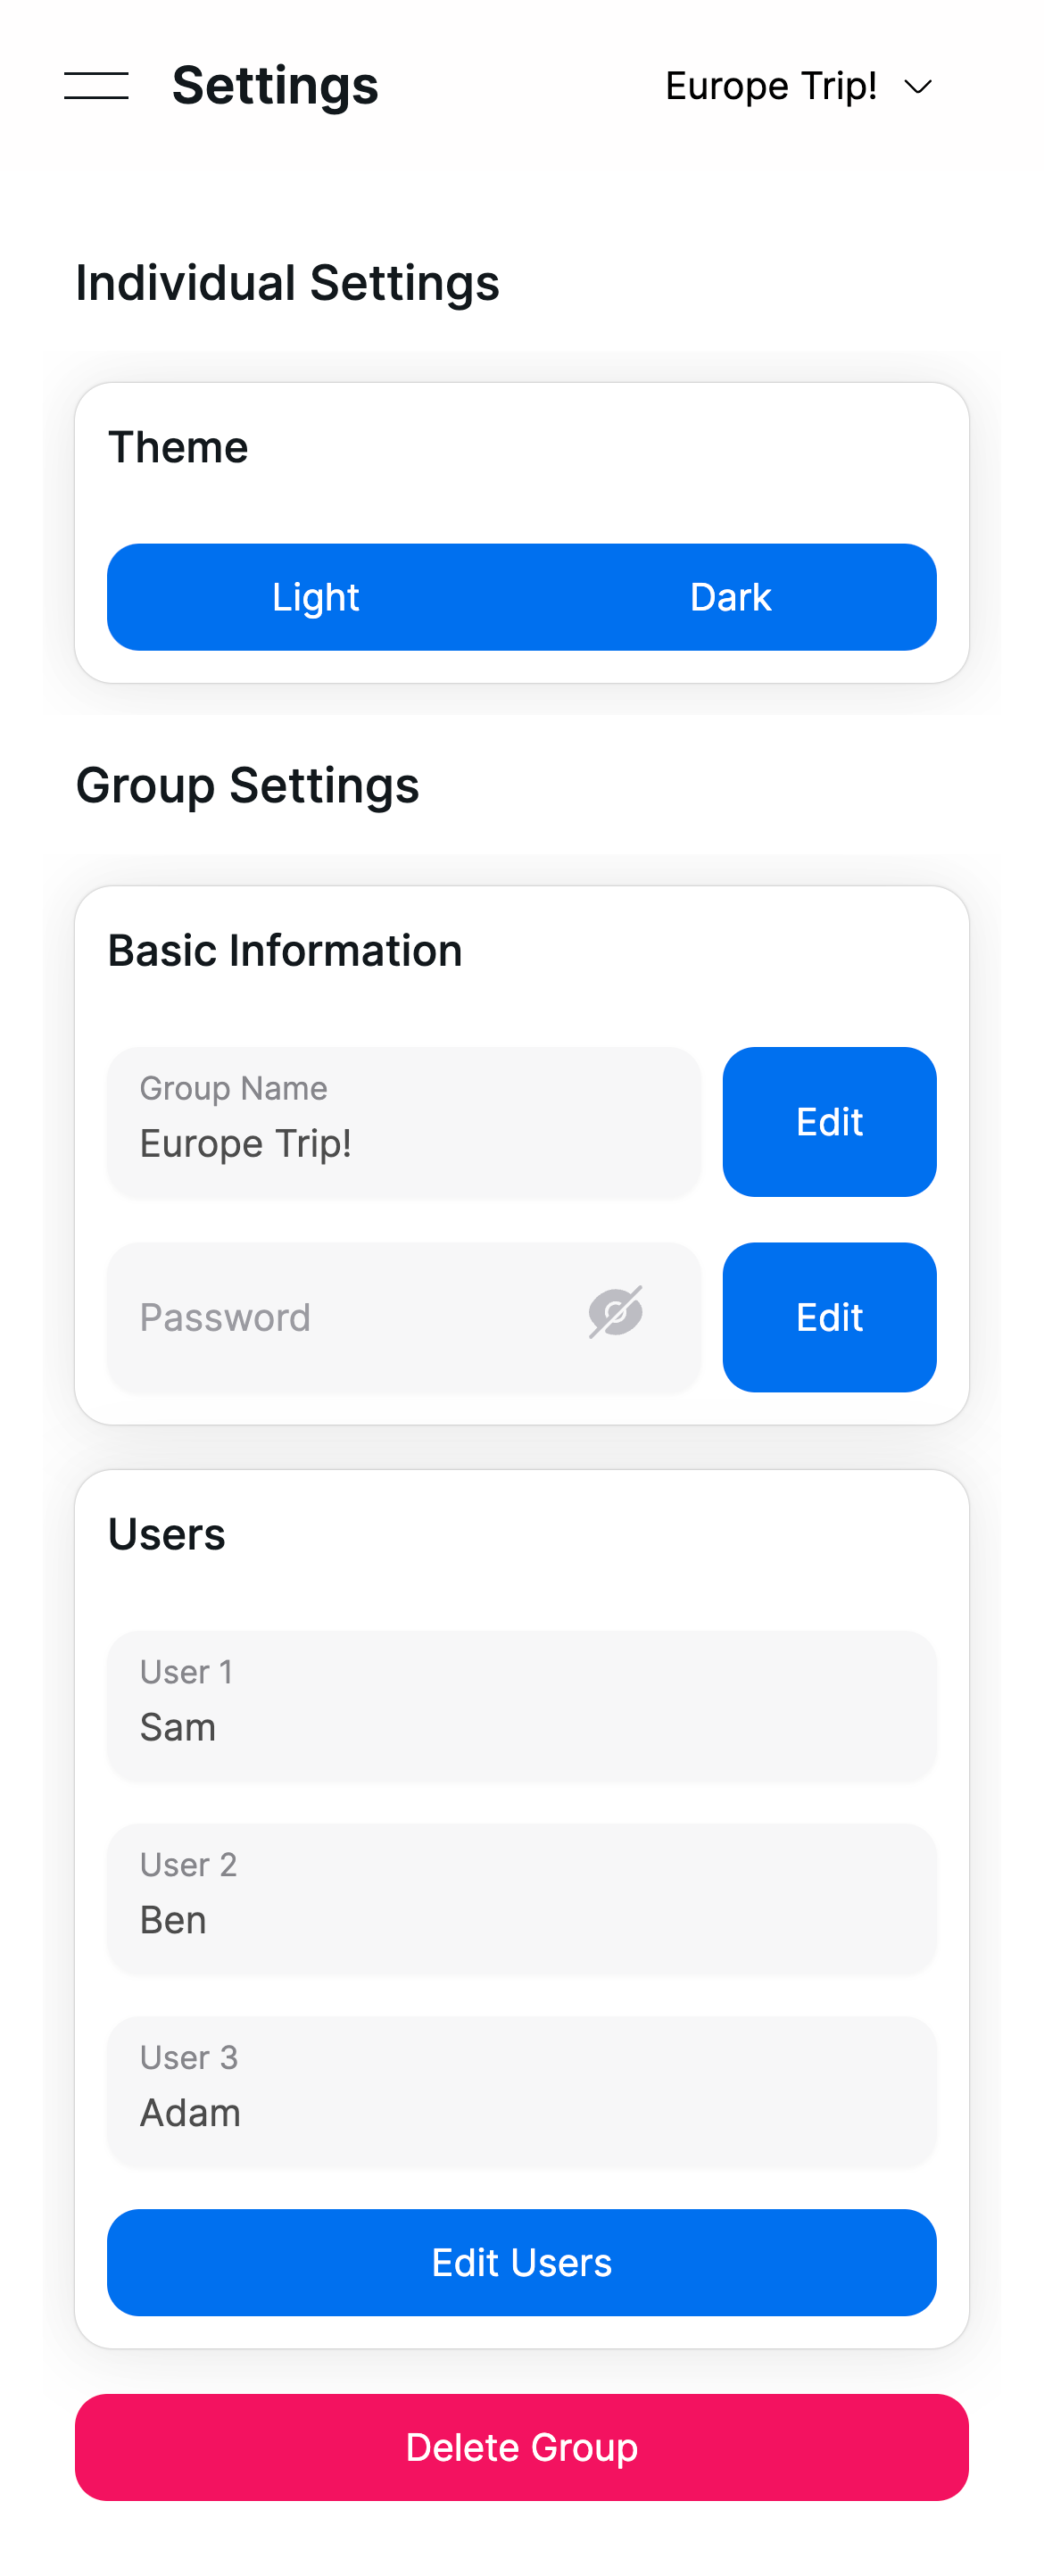 Settings
Europe Trip!
Individual Settings
Theme
Light
Dark
Group Settings
Basic Information
Group Name
Europe Trip!
Edit
Password
Edit
Users
User 1
Sam
User 2
Ben
User 3
Adam
Edit Users
Delete Group